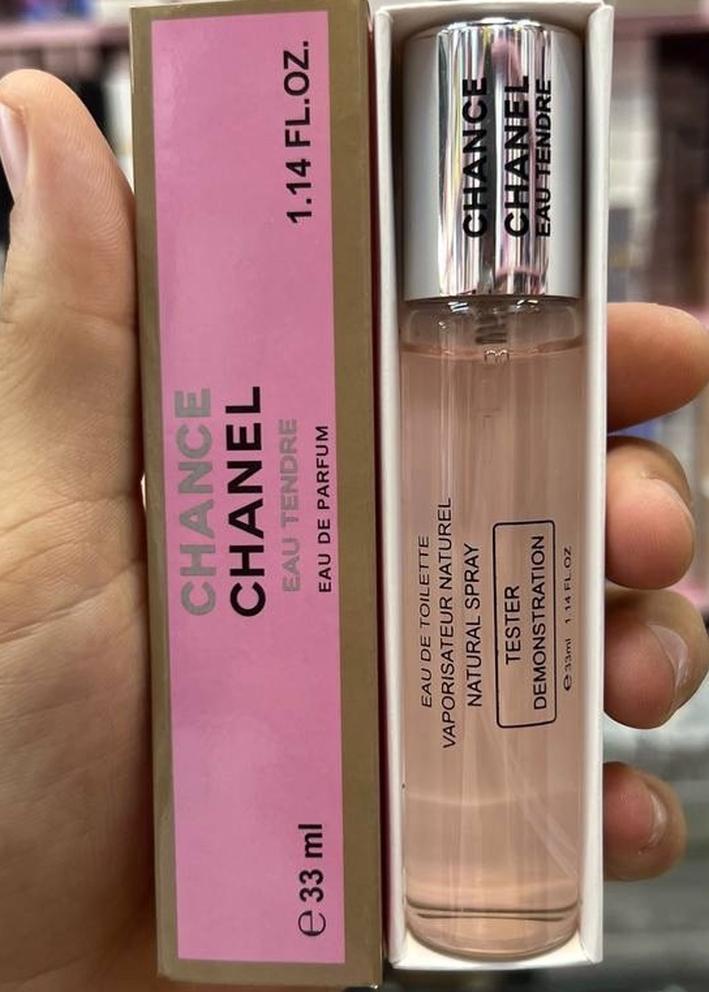 CHANCE
CHANEL
EAU TENDRE
EAU DE PARFUM
1.14 FL.OZ.
℮ 33 ml
CHANCE
CHANEL
EAU TENDRE
EAU DE TOILETTE
VAPORISATEUR NATUREL
NATURAL SPRAY
TESTER
DEMONSTRATION
℮33ml 1.14 FL.OZ